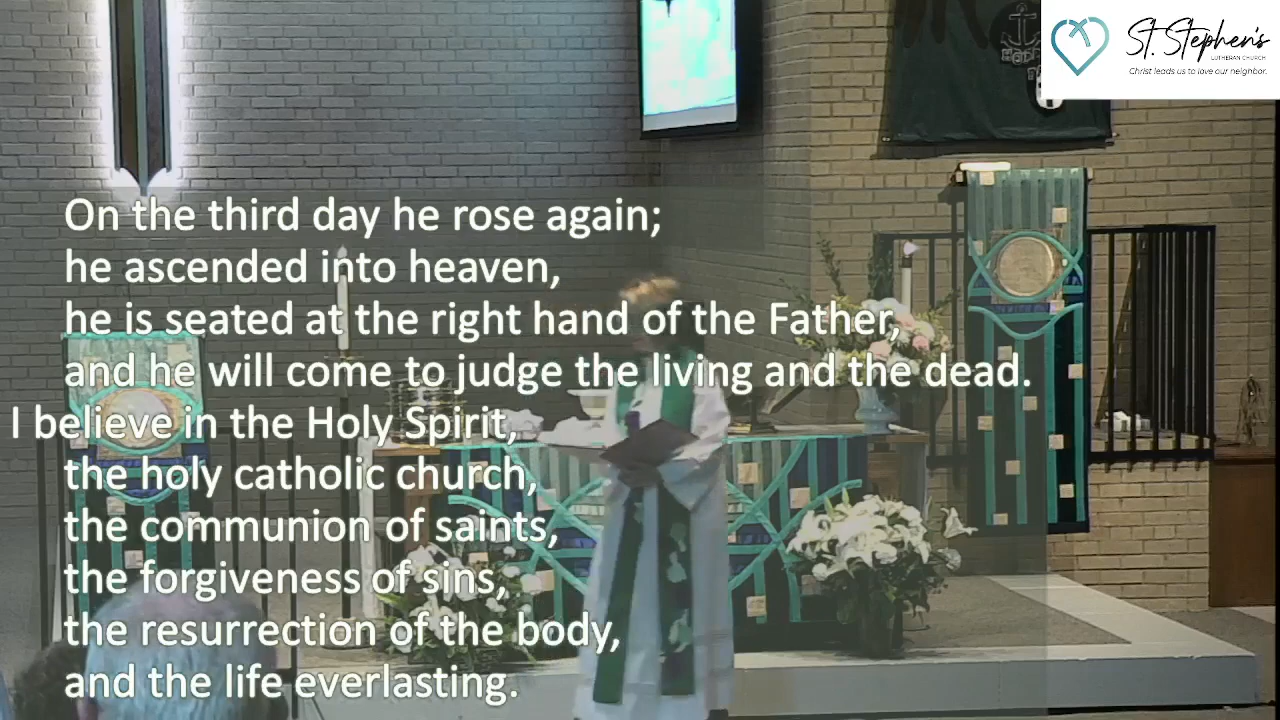 St. Stephen's
LUTHERAN CHURCH
Christ leads us to love our neighbor.
On the third day he rose again;
he ascended into heaven,
he is seated at the right hand of the Father,
and he will come to judge the living and the dead.
I believe in the Holy Spirit,
the holy catholic church,
the communion of saints,
the forgiveness of sins,
the resurrection of the body,
and the life everlasting.